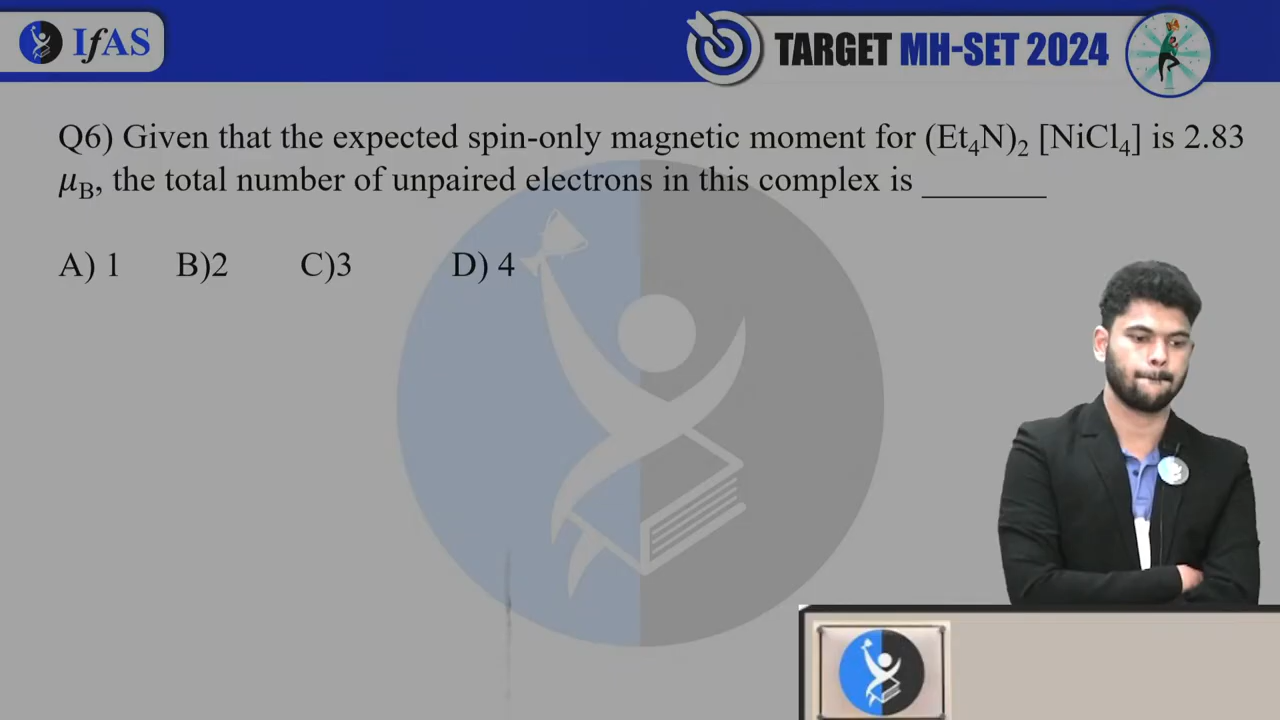 IfAS
TARGET MH-SET 2024
Q6) Given that the expected spin-only magnetic moment for (Et₄N)₂ [NiCl₄] is 2.83
μ_B, the total number of unpaired electrons in this complex is ________
A) 1 B)2 C)3 D) 4